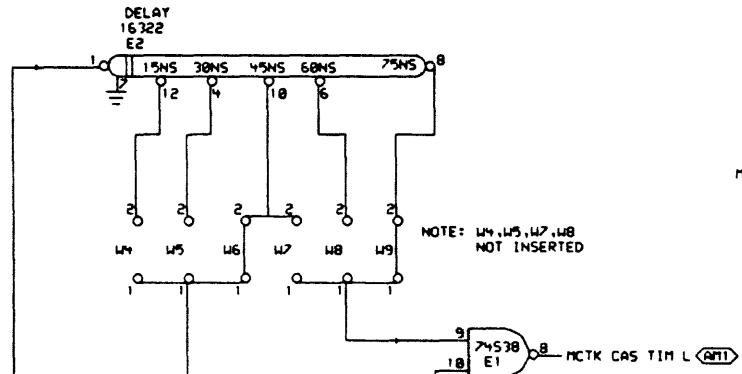 DELAY
16322
E2
1
15NS 30NS 45NS 60NS 75NS
8
12 4 10 6
2 2 2 2 2 2
W4 W5 W6 W7 W8 W9
NOTE: W4,W5,W7,W8
NOT INSERTED
M
1 1 1 1 1 1
9
74S38
E1
10
8
MCTK CAS TIM L
AM1